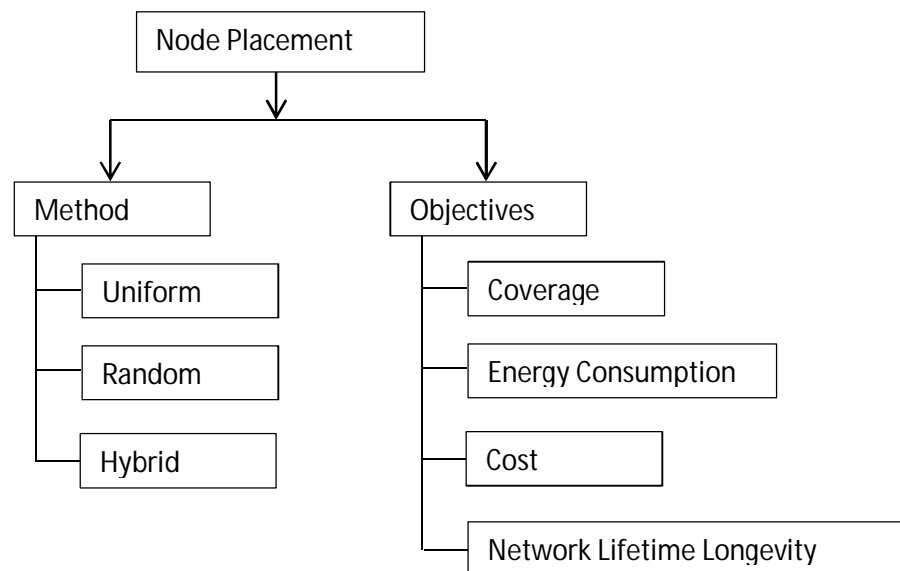 Node Placement
Method
Objectives
Uniform
Random
Hybrid
Coverage
Energy Consumption
Cost
Network Lifetime Longevity